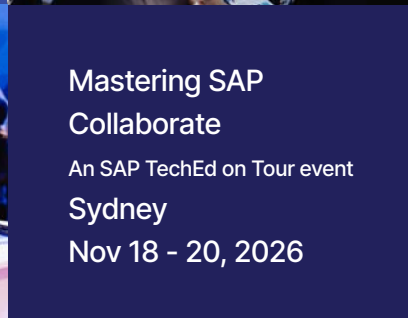 Mastering SAP
Collaborate
An SAP TechEd on Tour event
Sydney
Nov 18 - 20, 2026